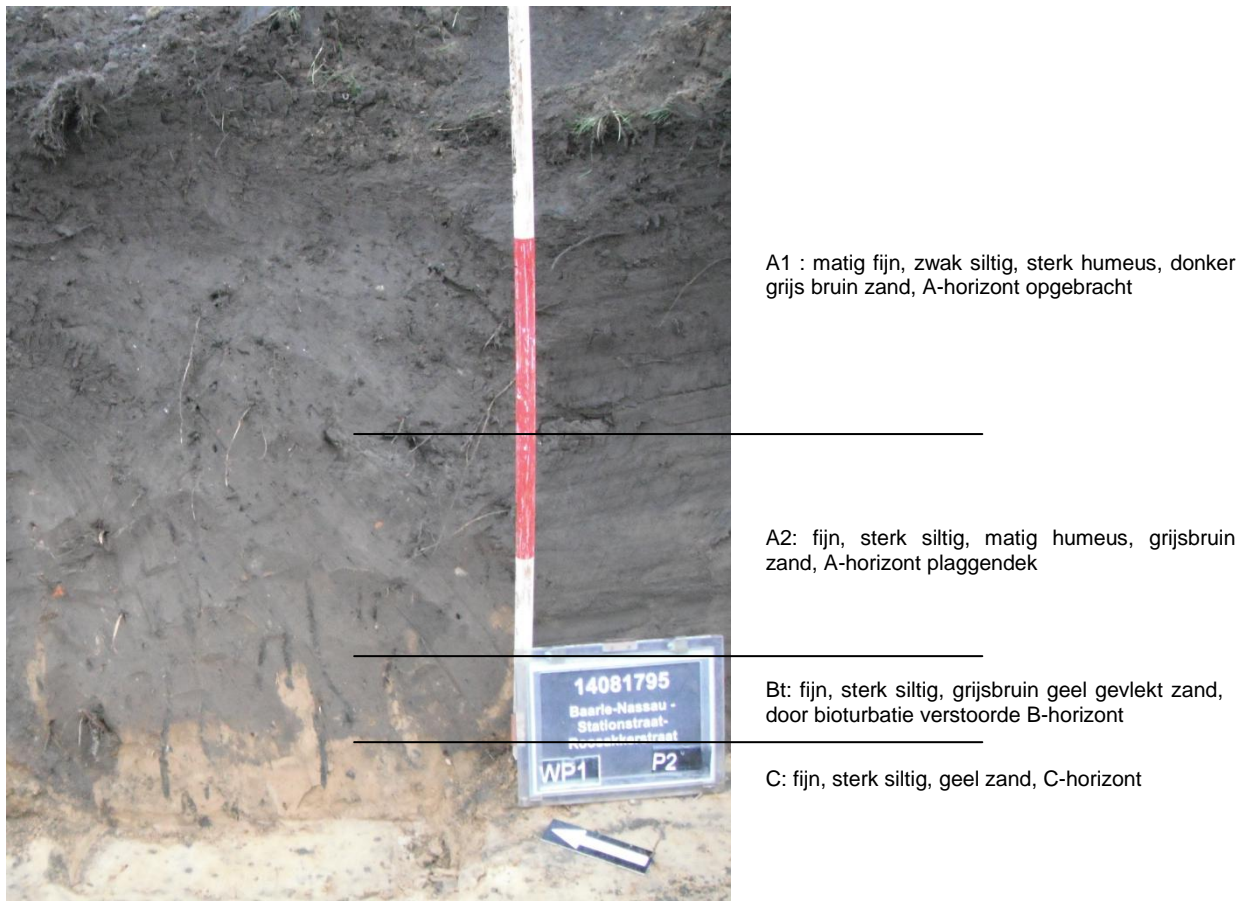 A1 : matig fijn, zwak siltig, sterk humeus, donker
grijs bruin zand, A-horizont opgebracht
A2: fijn, sterk siltig, matig humeus, grijsbruin
zand, A-horizont plaggendek
14081795
Baarle-Nassau -
Stationstraat-
WP1 P2
Bt: fijn, sterk siltig, grijsbruin geel gevlekt zand,
door bioturbatie verstoorde B-horizont
C: fijn, sterk siltig, geel zand, C-horizont